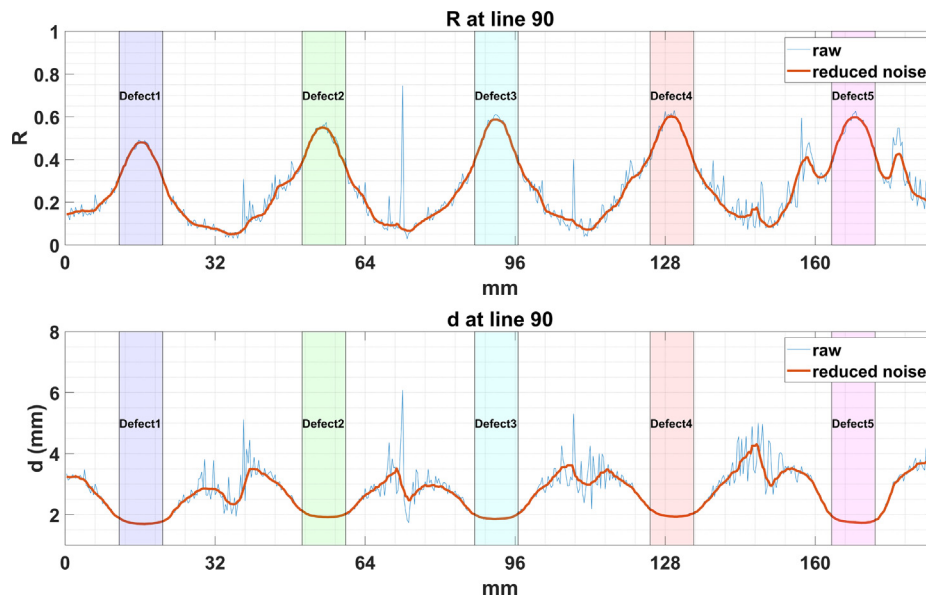 R at line 90
1
0.8
0.6
0.4
0.2
0
R
Defect1 Defect2 Defect3 Defect4 Defect5
raw
reduced noise
0 32 64 96 128 160
mm
d at line 90
8
6
4
2
d (mm)
Defect1 Defect2 Defect3 Defect4 Defect5
raw
reduced noise
0 32 64 96 128 160
mm